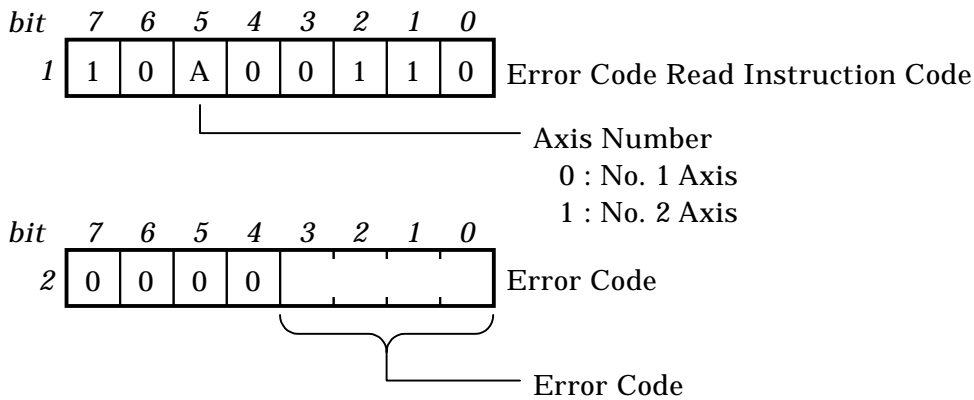 bit 7 6 5 4 3 2 1 0
1 1 0 A 0 0 1 1 0 Error Code Read Instruction Code
Axis Number
0 : No. 1 Axis
1 : No. 2 Axis
bit 7 6 5 4 3 2 1 0
2 0 0 0 0 Error Code
Error Code